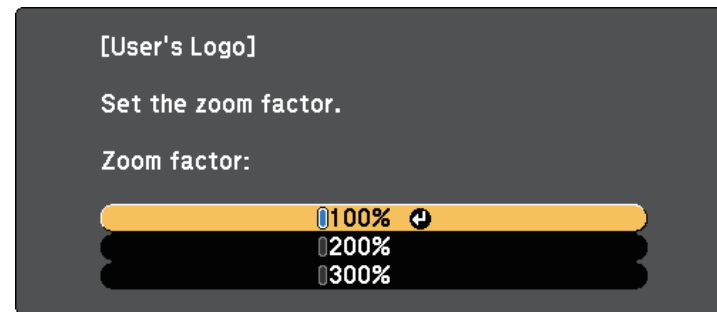 [User's Logo]
Set the zoom factor.
Zoom factor:
100%
200%
300%